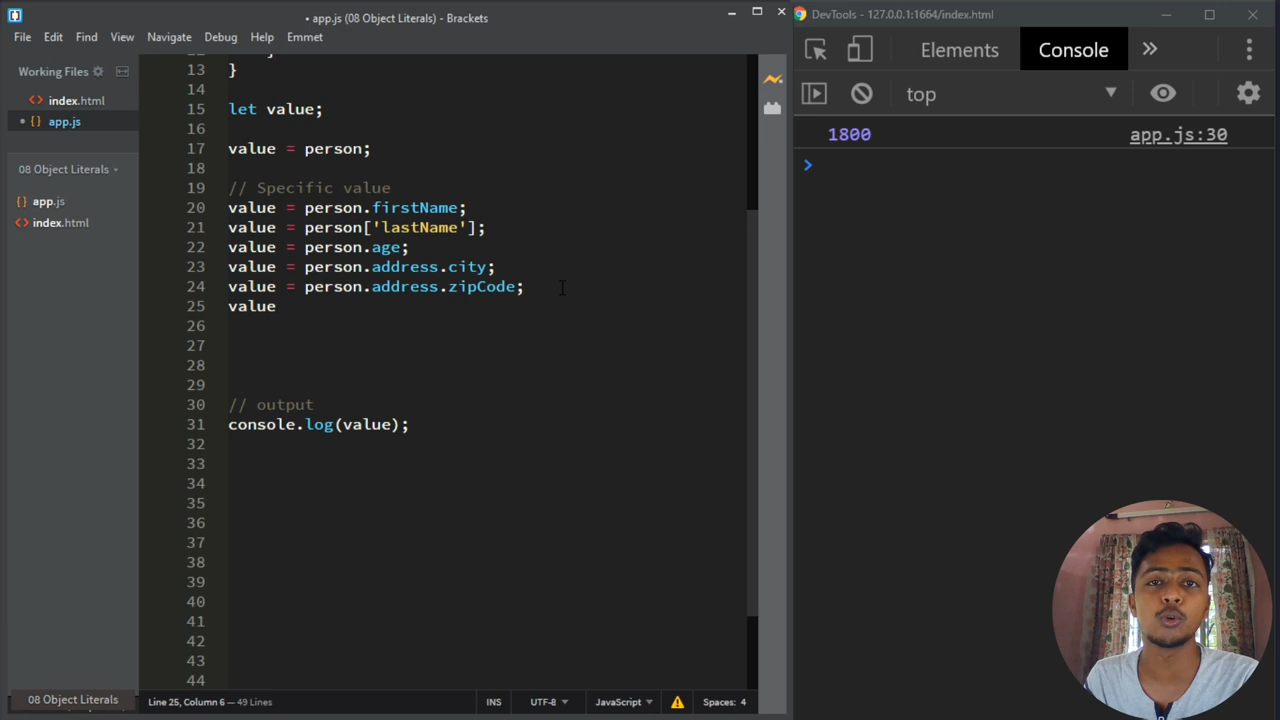 • app.js (08 Object Literals) - Brackets
File Edit Find View Navigate Debug Help Emmet
Working Files
index.html
• {} app.js
08 Object Literals
{} app.js
index.html
13 }
14
15 let value;
16
17 value = person;
18
19 // Specific value
20 value = person.firstName;
21 value = person['lastName'];
22 value = person.age;
23 value = person.address.city;
24 value = person.address.zipCode;
25 value
26
27
28
29
30 // output
31 console.log(value);
32
33
34
35
36
37
38
39
40
41
42
43
44
08 Object Literals
Line 25, Column 6 — 49 Lines
INS UTF-8 JavaScript Spaces: 4
DevTools - 127.0.0.1:1664/index.html
Elements Console »
top
1800 app.js:30
>